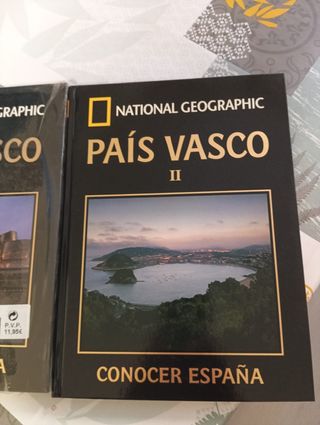 GRAPHIC
SCO
P.V.P.
11,95€
A
NATIONAL GEOGRAPHIC
PAÍS VASCO
II
CONOCER ESPAÑA